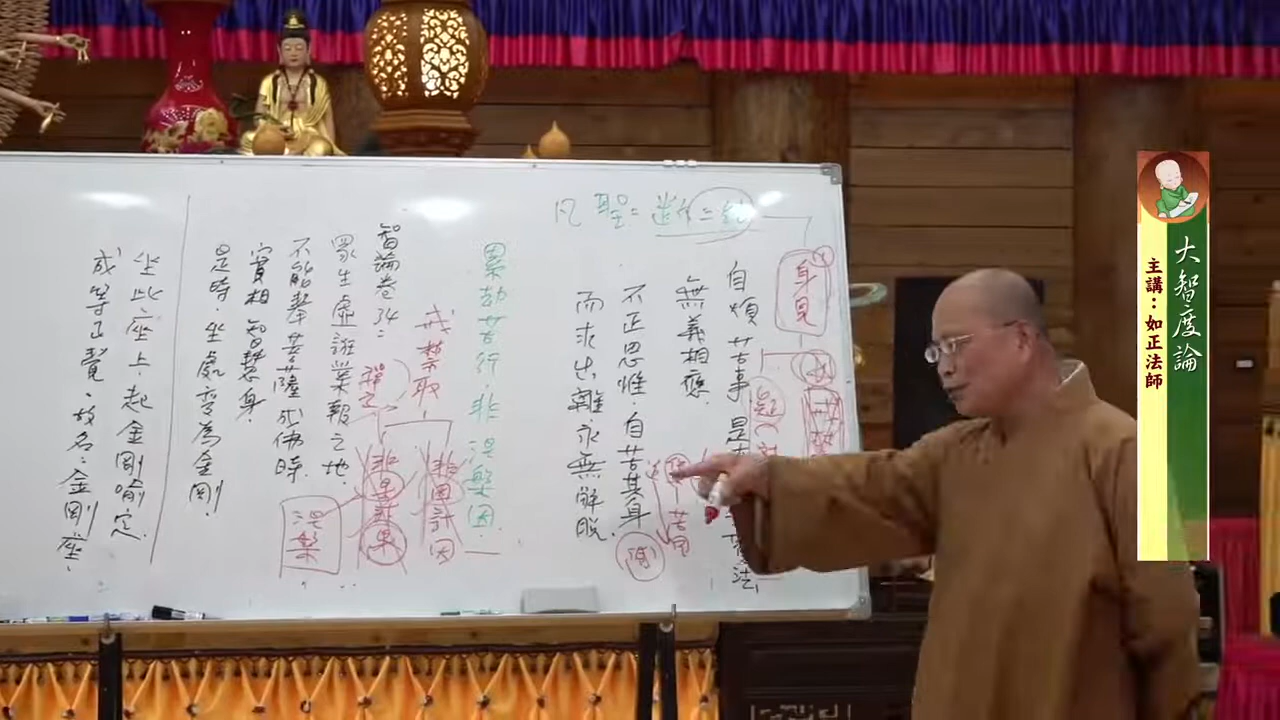 大智度論
主講：如正法師
凡聖=造作
身見
自煩苦事 是
法
無義相應.
不正思惟 自苦其身
而求出離永無解脫.
苦
累劫苦行.非涅槃因.
戒禁取
非因計因
非果計果
涅槃
智論卷34：
眾生虛誑業報之地.
不能舉菩薩成佛時.
實相智慧身
是時.坐處變為金剛
坐此座上.起金剛喻定.
成等正覺.故名.金剛座.